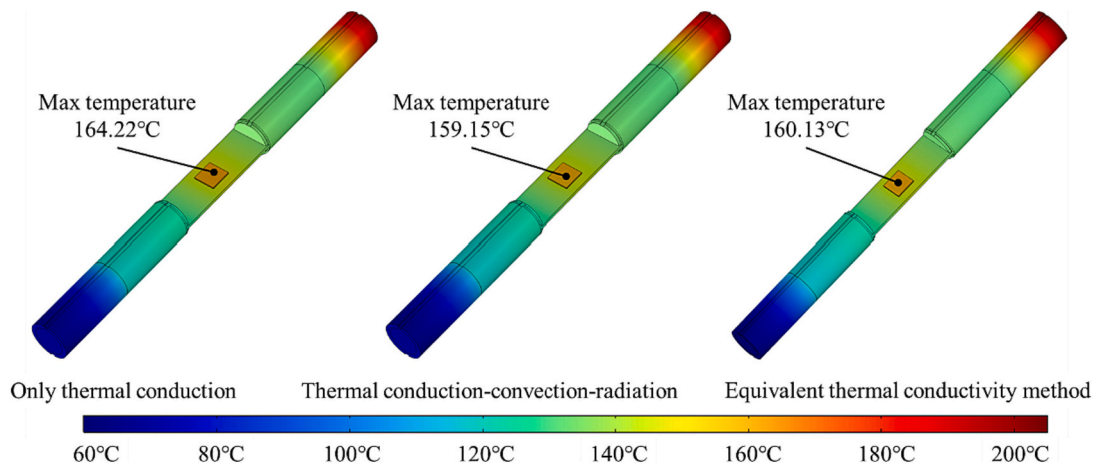 Max temperature
164.22°C
Max temperature
159.15°C
Max temperature
160.13°C
Only thermal conduction
Thermal conduction-convection-radiation
Equivalent thermal conductivity method
60°C 80°C 100°C 120°C 140°C 160°C 180°C 200°C